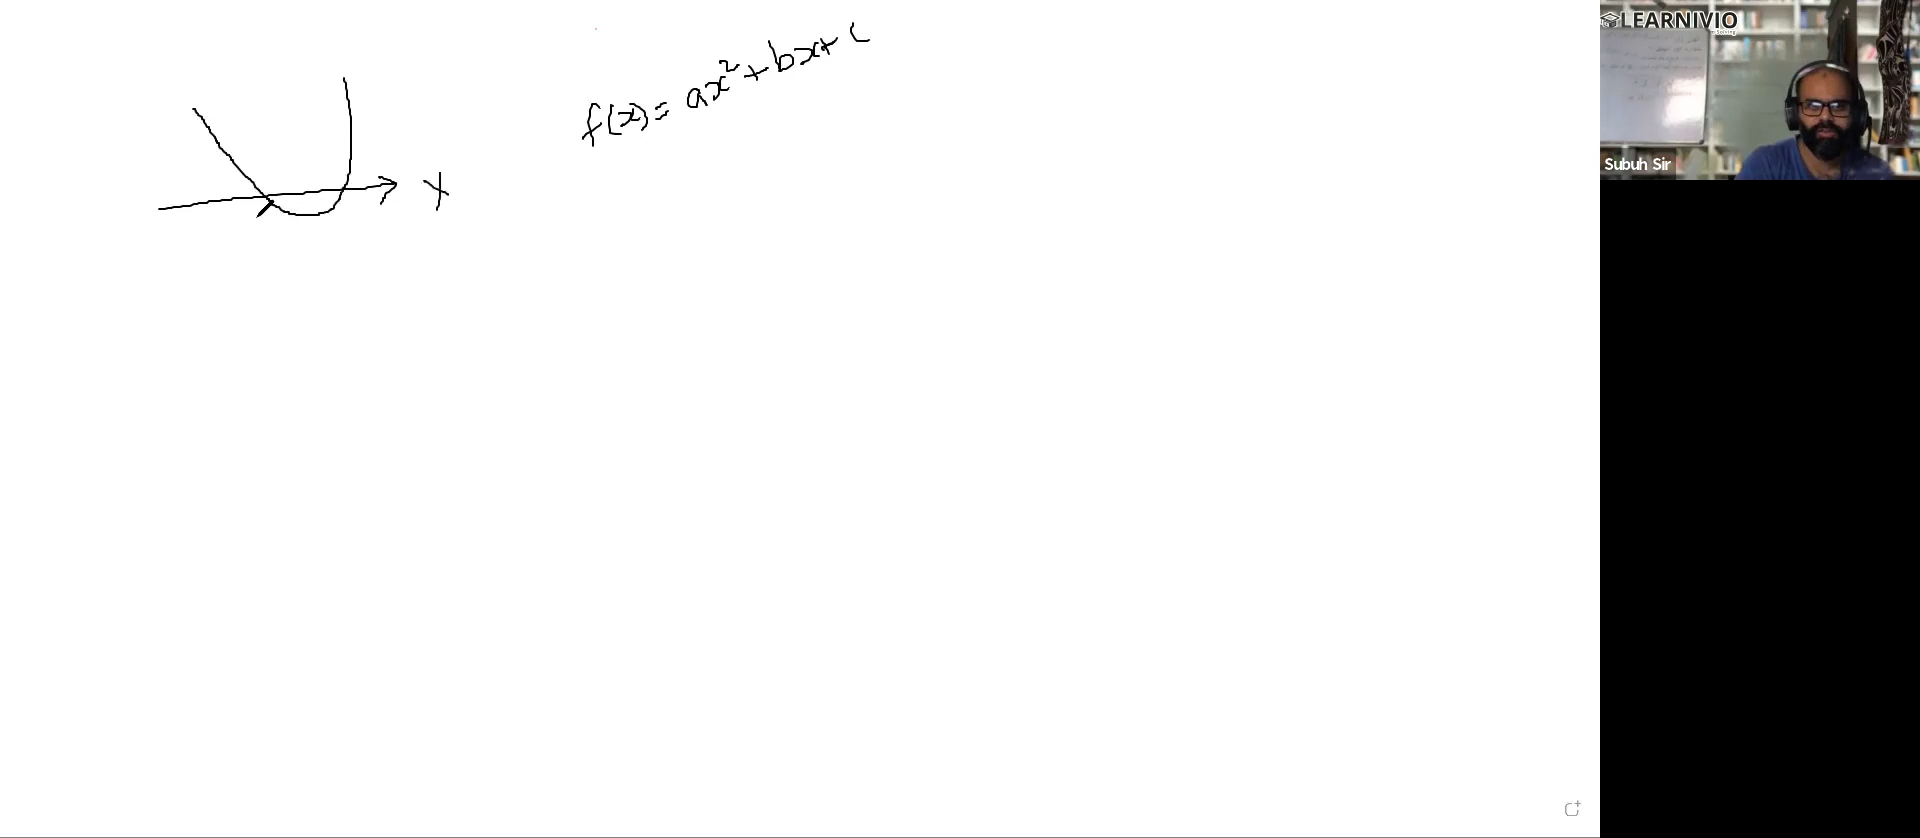 f(x) = ax² + bx + c
X
LEARNIVIO
Subuh Sir